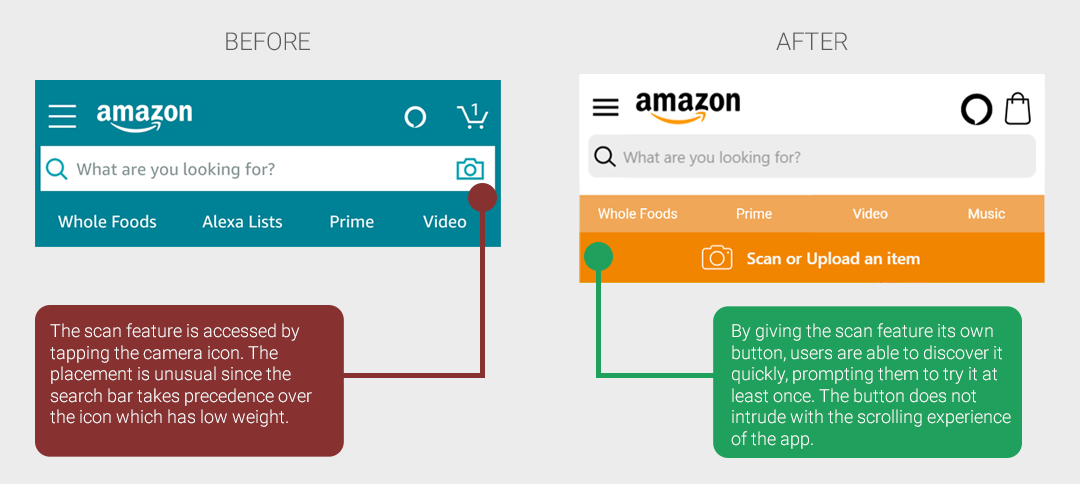 BEFORE
AFTER
amazon
1
What are you looking for?
Whole Foods Alexa Lists Prime Video
The scan feature is accessed by
tapping the camera icon. The
placement is unusual since the
search bar takes precedence over
the icon which has low weight.
amazon
What are you looking for?
Whole Foods Prime Video Music
Scan or Upload an item
By giving the scan feature its own
button, users are able to discover it
quickly, prompting them to try it at
least once. The button does not
intrude with the scrolling experience
of the app.